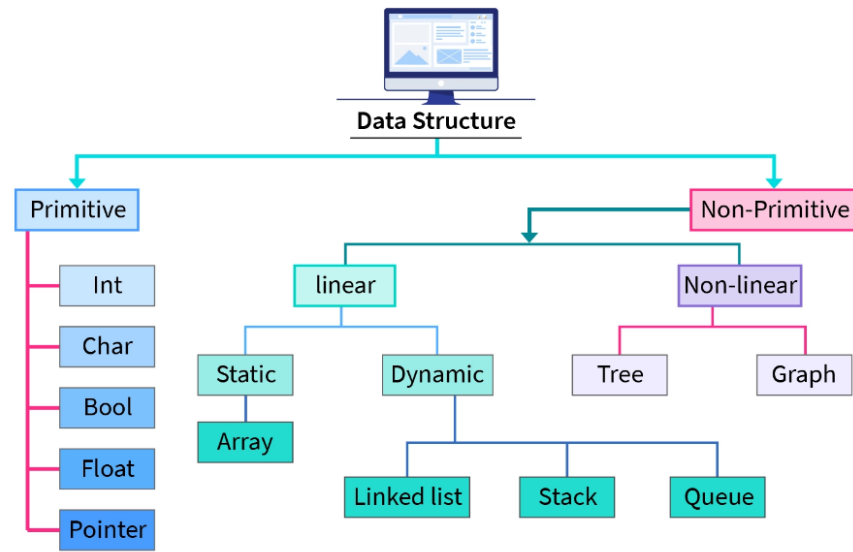 Data Structure
Primitive
Non-Primitive
Int
Char
Bool
Float
Pointer
linear
Non-linear
Static
Dynamic
Tree
Graph
Array
Linked list
Stack
Queue